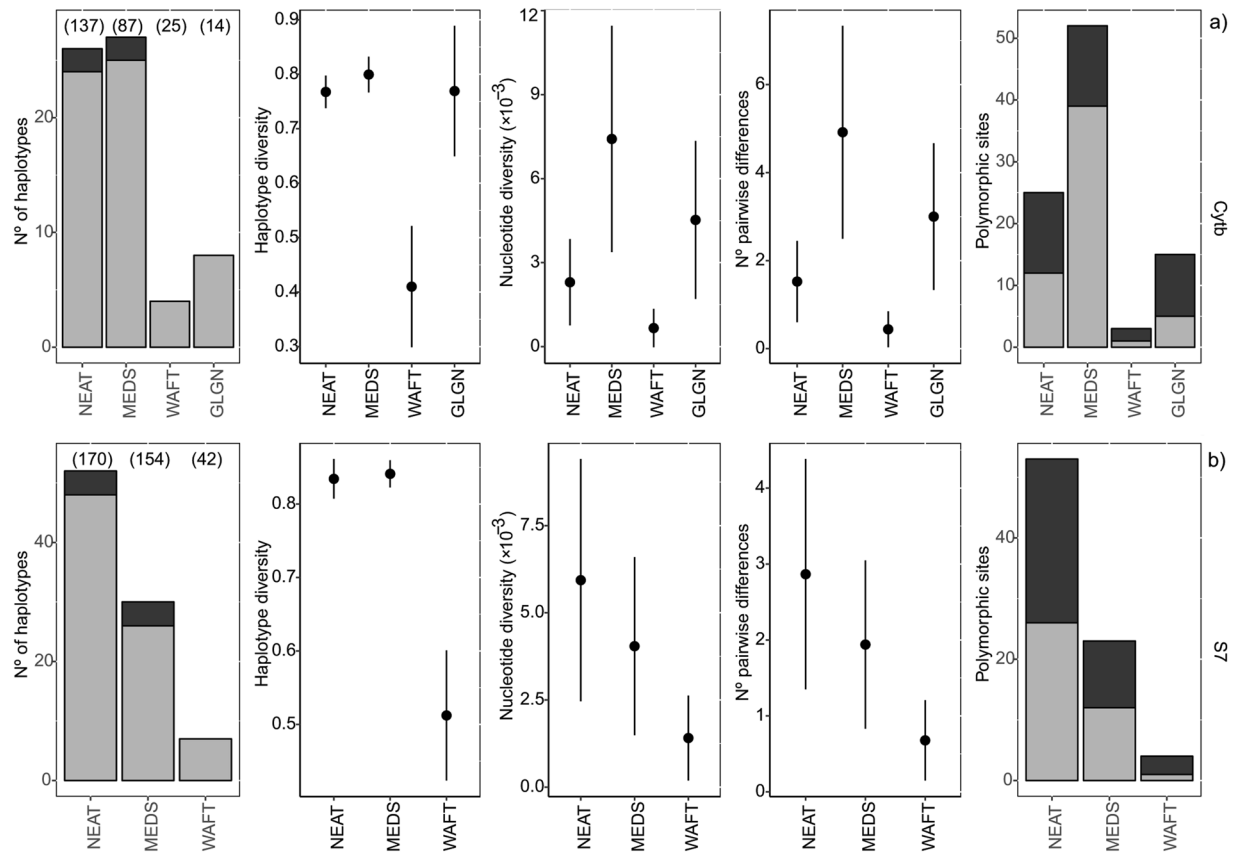 (137) (87) (25) (14)
a)
Nº of haplotypes
20
10
0
NEAT MEDS WAFT GLGN
Haplotype diversity
0.9
0.8
0.7
0.6
0.5
0.4
0.3
NEAT MEDS WAFT GLGN
Nucleotide diversity (×10⁻³)
12
9
6
3
0
NEAT MEDS WAFT GLGN
Nº pairwise differences
6
4
2
0
NEAT MEDS WAFT GLGN
Polymorphic sites
50
40
30
20
10
0
NEAT MEDS WAFT GLGN
Cytb
(170) (154) (42)
b)
Nº of haplotypes
40
20
0
NEAT MEDS WAFT
Haplotype diversity
0.8
0.7
0.6
0.5
NEAT MEDS WAFT
Nucleotide diversity (×10⁻³)
7.5
5.0
2.5
0.0
NEAT MEDS WAFT
Nº pairwise differences
4
3
2
1
0
NEAT MEDS WAFT
Polymorphic sites
40
20
0
NEAT MEDS WAFT
S7